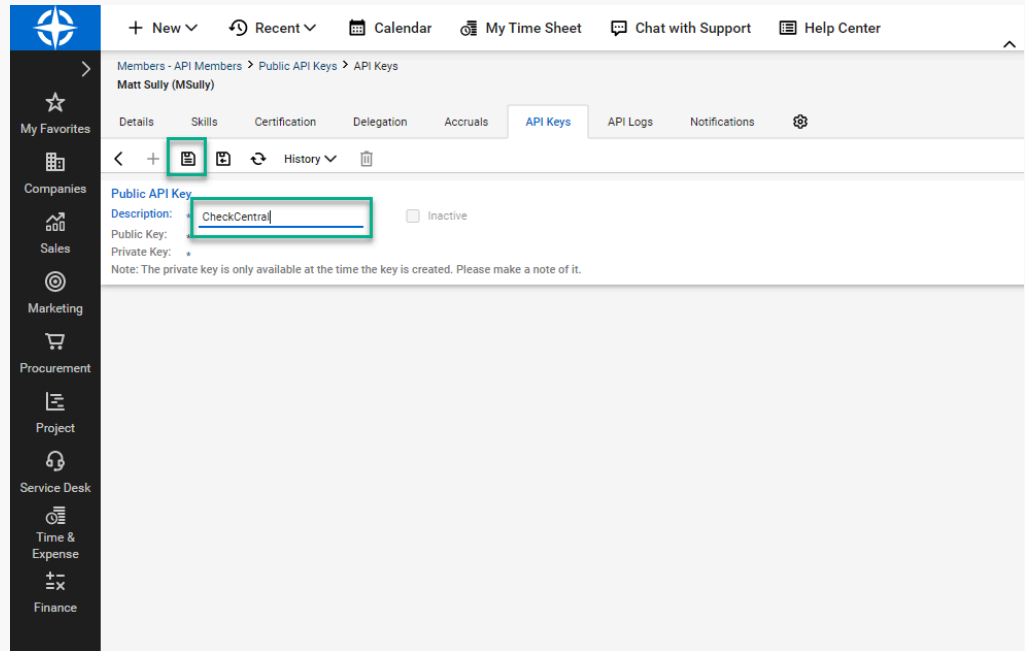 + New Recent Calendar My Time Sheet Chat with Support Help Center
Members - API Members > Public API Keys > API Keys
Matt Sully (MSully)
Details Skills Certification Delegation Accruals API Keys API Logs Notifications
History
Public API Key
Description: * CheckCentral Inactive
Public Key: *
Private Key: *
Note: The private key is only available at the time the key is created. Please make a note of it.
My Favorites
Companies
Sales
Marketing
Procurement
Project
Service Desk
Time &
Expense
Finance